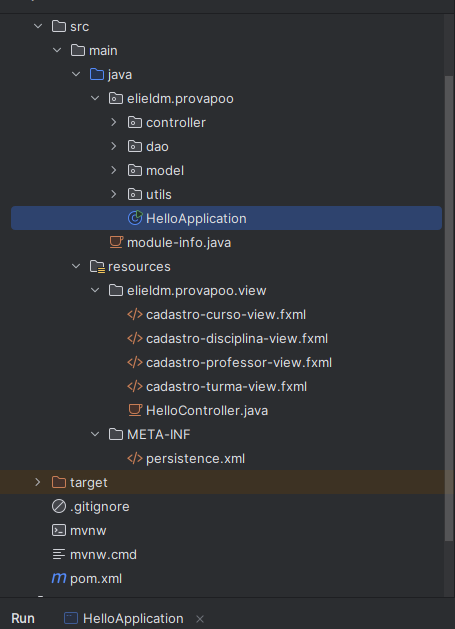 src
main
java
elieldm.provapoo
controller
dao
model
utils
HelloApplication
module-info.java
resources
elieldm.provapoo.view
cadastro-curso-view.fxml
cadastro-disciplina-view.fxml
cadastro-professor-view.fxml
cadastro-turma-view.fxml
HelloController.java
META-INF
persistence.xml
target
.gitignore
mvnw
mvnw.cmd
pom.xml
Run HelloApplication